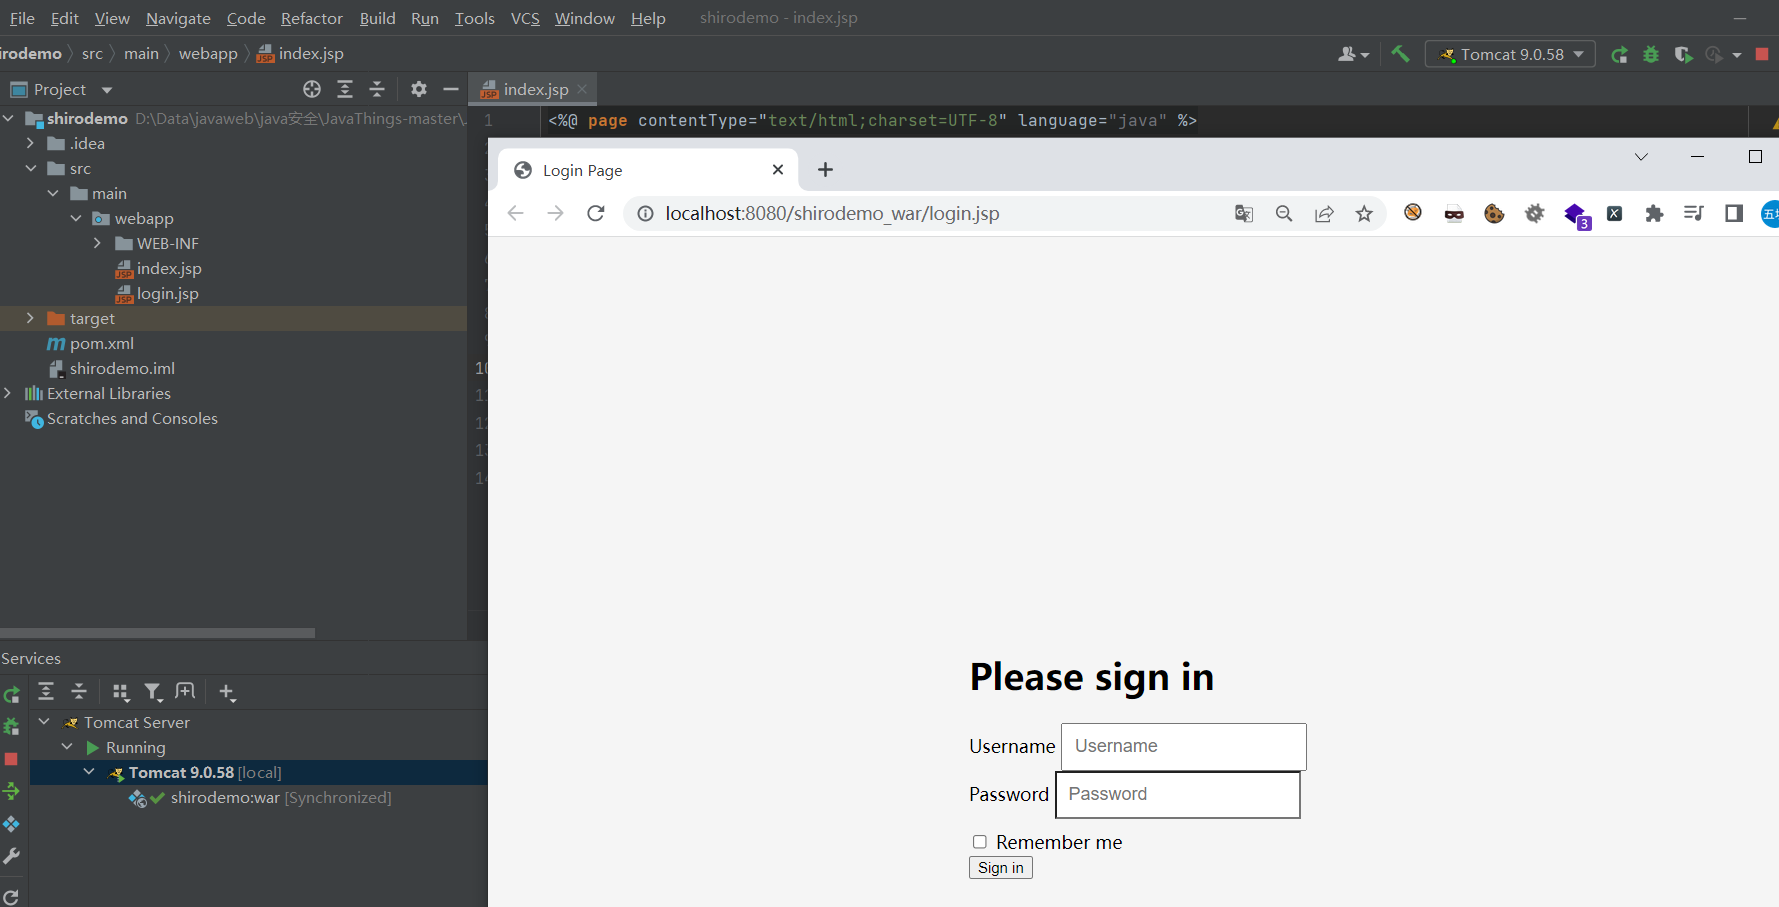 File Edit View Navigate Code Refactor Build Run Tools VCS Window Help shirodemo - index.jsp
irodemo src main webapp index.jsp
Tomcat 9.0.58
Project
index.jsp
shirodemo D:\Data\javaweb\java安全\JavaThings-master\
.idea
src
main
webapp
WEB-INF
index.jsp
login.jsp
target
pom.xml
shirodemo.iml
External Libraries
Scratches and Consoles
1 <%@ page contentType="text/html;charset=UTF-8" language="java" %>
7
8
10
11
12
13
14
Login Page
localhost:8080/shirodemo_war/login.jsp
3
Please sign in
Username Username
Password Password
Remember me
Sign in
Services
Tomcat Server
Running
Tomcat 9.0.58 [local]
shirodemo:war [Synchronized]